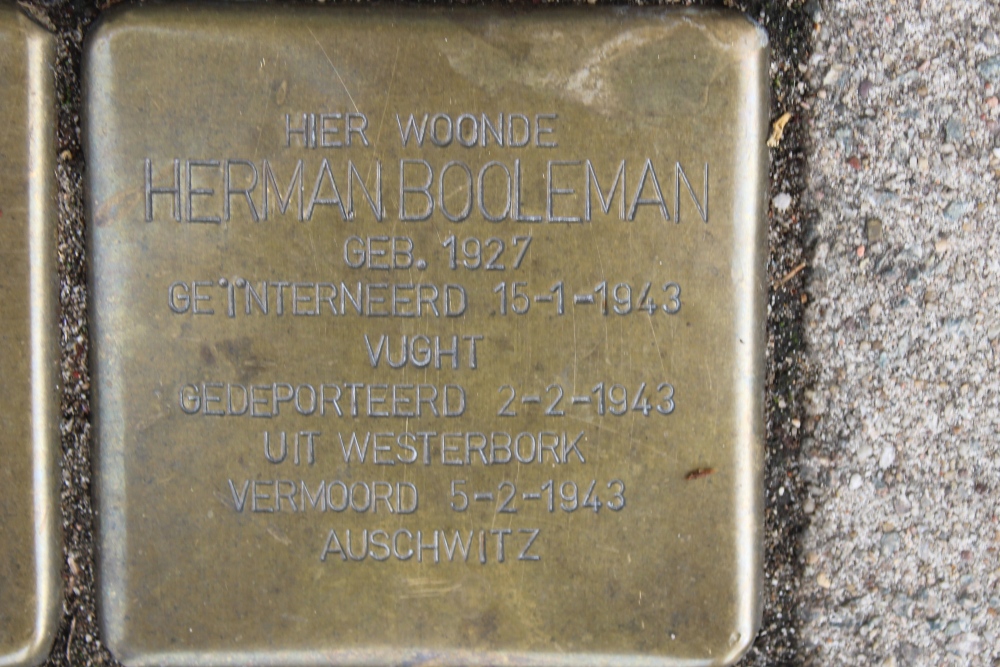 HIER WOONDE
HERMAN BOOLEMAN
GEB. 1927
GEÏNTERNEERD 15-1-1943
VUGHT
GEDEPORTEERD 2-2-1943
UIT WESTERBORK
VERMOORD 5-2-1943
AUSCHWITZ